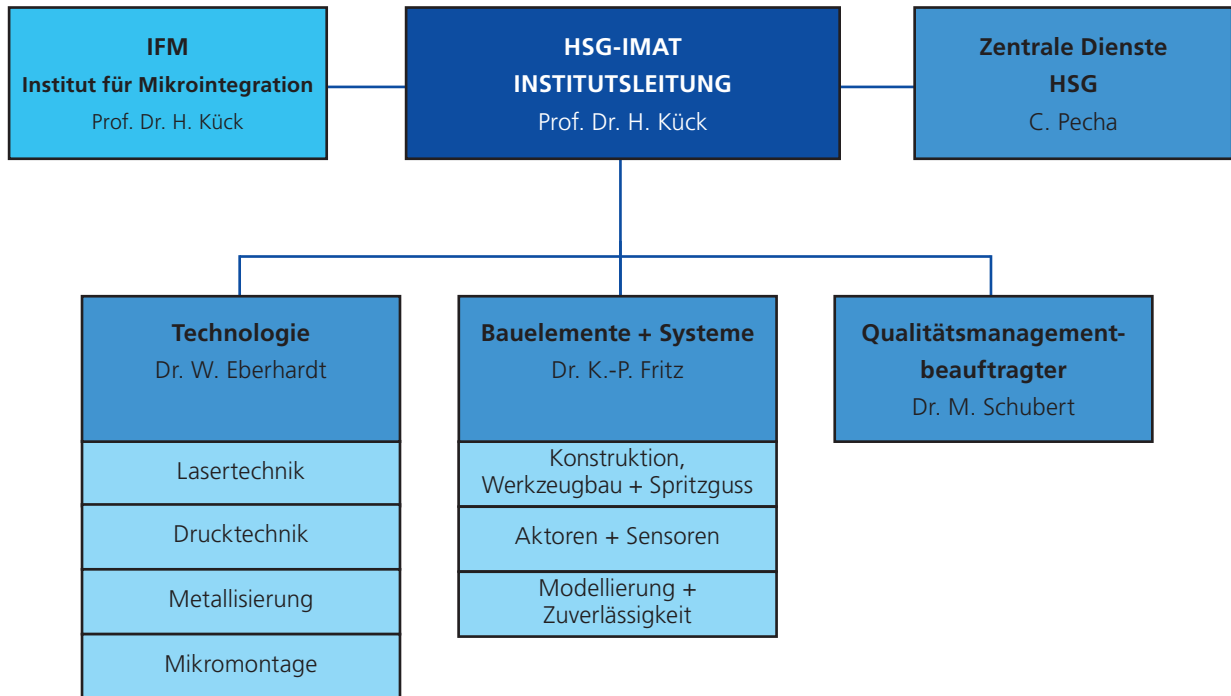 IFM
Institut für Mikrointegration
Prof. Dr. H. Kück
HSG-IMAT
INSTITUTSLEITUNG
Prof. Dr. H. Kück
Zentrale Dienste
HSG
C. Pecha
Technologie
Dr. W. Eberhardt
Lasertechnik
Drucktechnik
Metallisierung
Mikromontage
Bauelemente + Systeme
Dr. K.-P. Fritz
Konstruktion,
Werkzeugbau + Spritzguss
Aktoren + Sensoren
Modellierung +
Zuverlässigkeit
Qualitätsmanagement-
beauftragter
Dr. M. Schubert